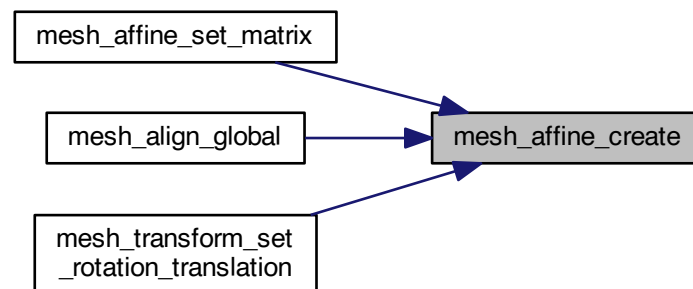 mesh_affine_set_matrix
mesh_align_global
mesh_affine_create
mesh_transform_set
_rotation_translation